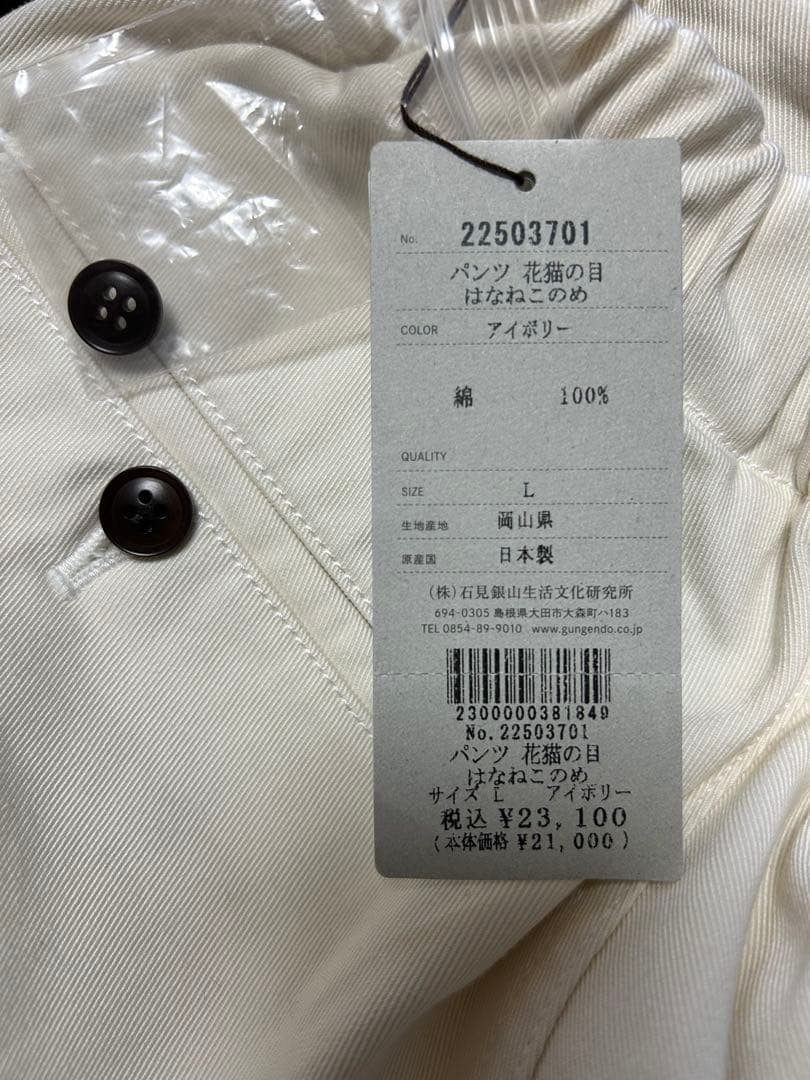 No. 22503701
パンツ 花猫の目
はなねこのめ
COLOR アイボリー
綿 100%
QUALITY
SIZE L
生地産地 岡山県
原産国 日本製
(株)石見銀山生活文化研究所
694-0305 島根県大田市大森町ハ183
TEL 0854-89-9010 www.gungendo.co.jp
2300000381849
No.22503701
パンツ 花猫の目
はなねこのめ
サイズ L アイボリー
税込 ¥23,100
(本体価格 ¥21,000)